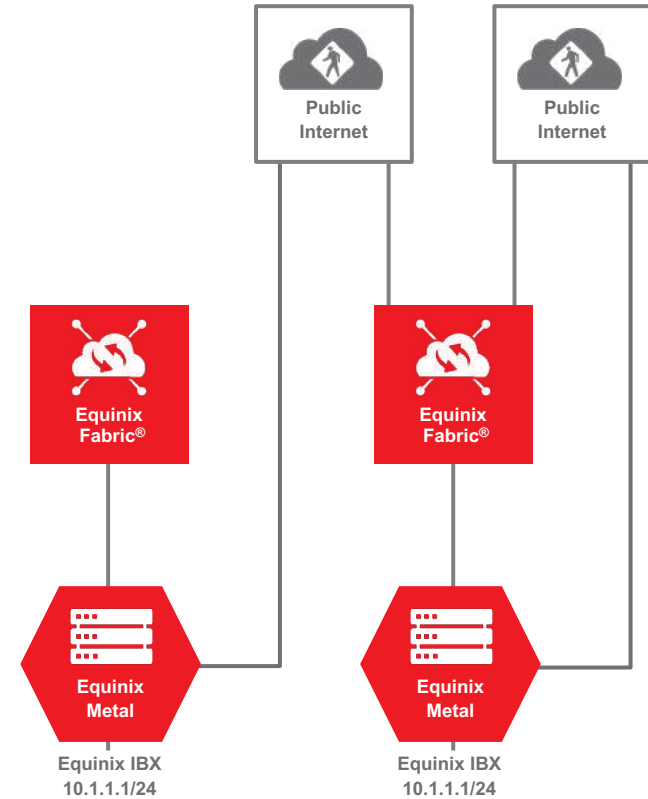 Public
Internet
Public
Internet
Equinix
Fabric®
Equinix
Fabric®
Equinix
Metal
Equinix
Metal
Equinix IBX
10.1.1.1/24
Equinix IBX
10.1.1.1/24